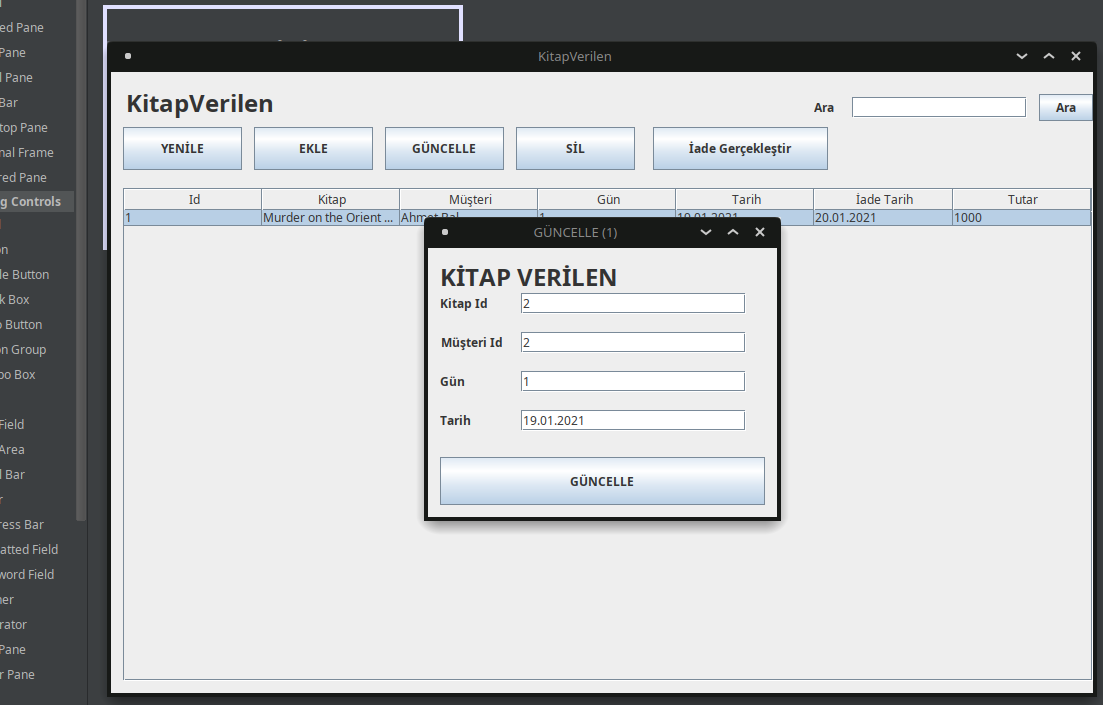 ed Pane
Pane
l Pane
Bar
top Pane
nal Frame
red Pane
g Controls
on
le Button
k Box
o Button
on Group
oo Box
Field
Area
l Bar
r
ress Bar
atted Field
word Field
ner
rator
Pane
r Pane
KitapVerilen
KitapVerilen
Ara
Ara
YENİLE
EKLE
GÜNCELLE
SİL
İade Gerçekleştir
Id Kitap Müşteri Gün Tarih İade Tarih Tutar
1 Murder on the Orient ... Ahmet Bal 1 19.01.2021 20.01.2021 1000
GÜNCELLE (1)
KİTAP VERİLEN
Kitap Id 2
Müşteri Id 2
Gün 1
Tarih 19.01.2021
GÜNCELLE